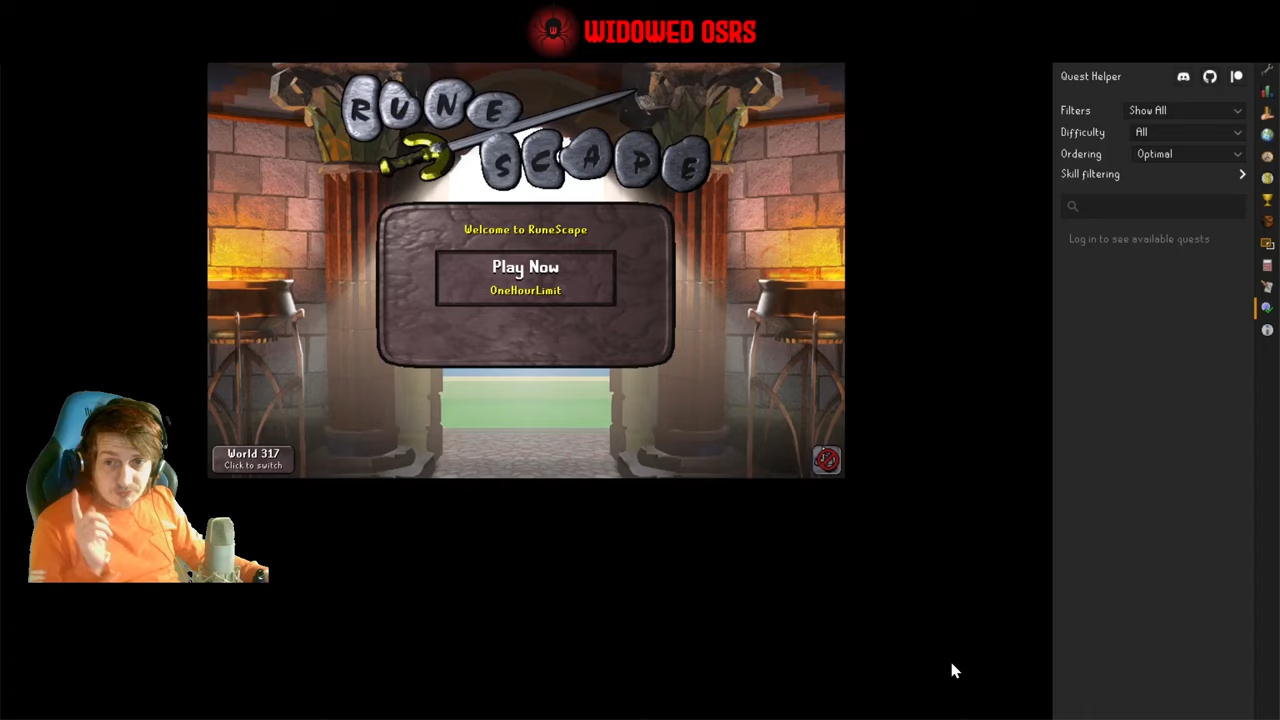 WIDOWED OSRS
RUNE
SCAPE
Welcome to RuneScape
Play Now
OneHourLimit
World 317
Click to switch
Quest Helper
Filters Show All
Difficulty All
Ordering Optimal
Skill filtering
Log in to see available quests